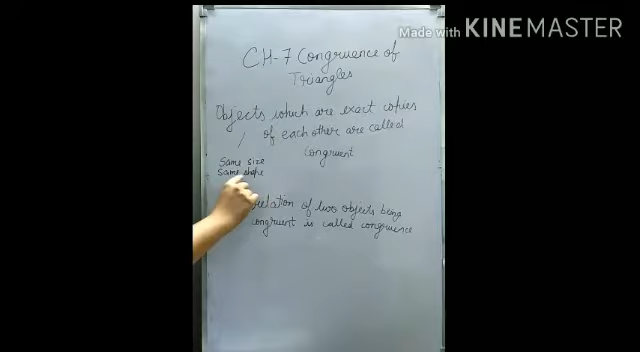 Made with KINEMASTER
CH-7 Congruence of
Triangles
Objects which are exact copies
of each other are called
congruent
Same size
Same shape
relation of two objects being
congruent is called congruence